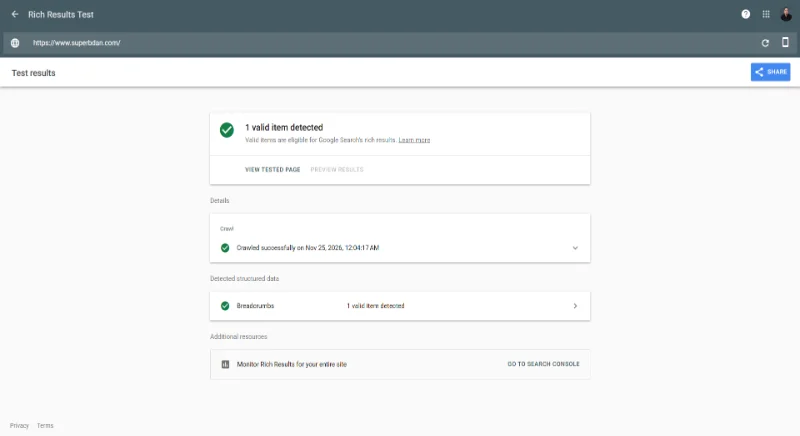 Rich Results Test
https://www.superbdan.com/
Test results
SHARE
1 valid item detected
Valid items are eligible for Google Search's rich results. Learn more
VIEW TESTED PAGE PREVIEW RESULTS
Details
Crawl
Crawled successfully on Nov 25, 2026, 12:04:17 AM
Detected structured data
Breadcrumbs 1 valid item detected
Additional resources
Monitor Rich Results for your entire site GO TO SEARCH CONSOLE
Privacy Terms